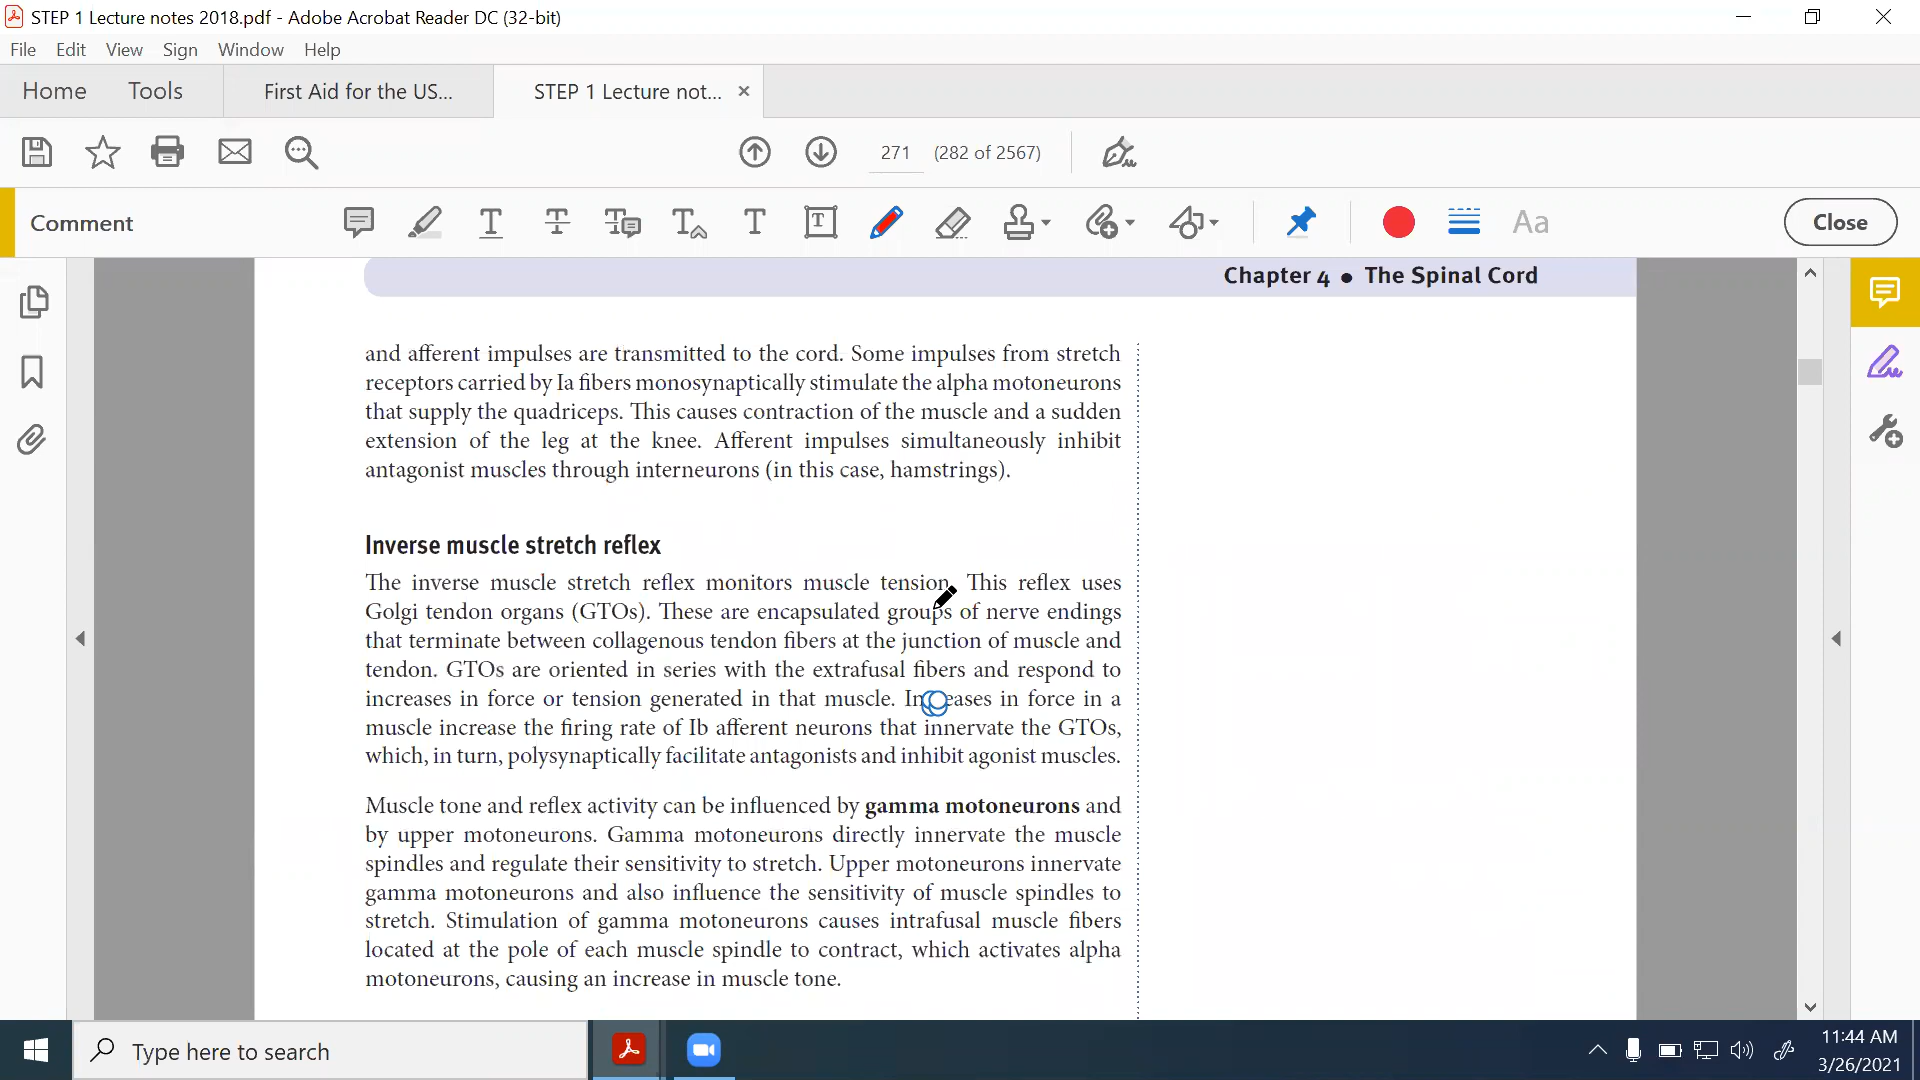 STEP 1 Lecture notes 2018.pdf - Adobe Acrobat Reader DC (32-bit)
File Edit View Sign Window Help
Home Tools First Aid for the US... STEP 1 Lecture not... ×
271 (282 of 2567)
Comment T T T T T T Aa Close
Chapter 4 ● The Spinal Cord
and afferent impulses are transmitted to the cord. Some impulses from stretch
receptors carried by Ia fibers monosynaptically stimulate the alpha motoneurons
that supply the quadriceps. This causes contraction of the muscle and a sudden
extension of the leg at the knee. Afferent impulses simultaneously inhibit
antagonist muscles through interneurons (in this case, hamstrings).
Inverse muscle stretch reflex
The inverse muscle stretch reflex monitors muscle tension. This reflex uses
Golgi tendon organs (GTOs). These are encapsulated groups of nerve endings
that terminate between collagenous tendon fibers at the junction of muscle and
tendon. GTOs are oriented in series with the extrafusal fibers and respond to
increases in force or tension generated in that muscle. Increases in force in a
muscle increase the firing rate of Ib afferent neurons that innervate the GTOs,
which, in turn, polysynaptically facilitate antagonists and inhibit agonist muscles.
Muscle tone and reflex activity can be influenced by gamma motoneurons and
by upper motoneurons. Gamma motoneurons directly innervate the muscle
spindles and regulate their sensitivity to stretch. Upper motoneurons innervate
gamma motoneurons and also influence the sensitivity of muscle spindles to
stretch. Stimulation of gamma motoneurons causes intrafusal muscle fibers
located at the pole of each muscle spindle to contract, which activates alpha
motoneurons, causing an increase in muscle tone.
Type here to search
11:44 AM
3/26/2021